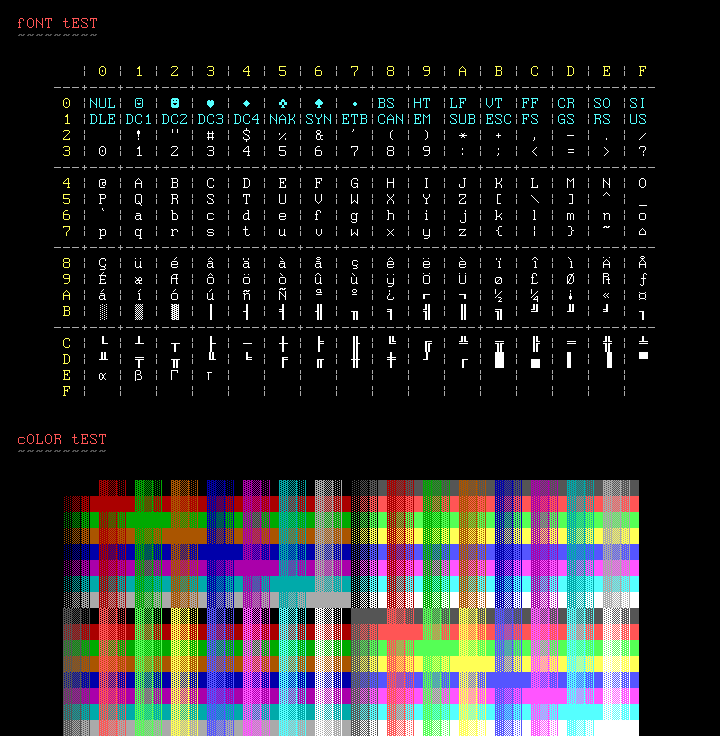 fONT tEST
~~~~~~~~~
| 0 | 1 | 2 | 3 | 4 | 5 | 6 | 7 | 8 | 9 | A | B | C | D | E | F
0 |NUL| ☺ | ☻ | ♥ | ♦ | ♣ | ♠ | • |BS |HT |LF |VT |FF |CR |SO |SI
1 |DLE|DC1|DC2|DC3|DC4|NAK|SYN|ETB|CAN|EM |SUB|ESC|FS |GS |RS |US
2 | | ! | " | # | $ | % | & | ' | ( | ) | * | + | , | - | . | /
3 | 0 | 1 | 2 | 3 | 4 | 5 | 6 | 7 | 8 | 9 | : | ; | < | = | > | ?
4 | @ | A | B | C | D | E | F | G | H | I | J | K | L | M | N | O
5 | P | Q | R | S | T | U | V | W | X | Y | Z | [ | \ | ] | ^ | _
6 | ` | a | b | c | d | e | f | g | h | i | j | k | l | m | n | o
7 | p | q | r | s | t | u | v | w | x | y | z | { | | | } | ~ | ⌂
8 | Ç | ü | é | â | ä | à | å | ç | ê | ë | è | ï | î | ì | Ä | Å
9 | É | æ | Æ | ô | ö | ò | û | ù | ÿ | Ö | Ü | ø | £ | Ø | × | ƒ
A | á | í | ó | ú | ñ | Ñ | ª | º | ¿ | ⌐ | ¬ | ½ | ¼ | ¡ | « | ¤
B | ░ | ▒ | ▓ | │ | ┤ | ╡ | ╢ | ╖ | ╕ | ╣ | ║ | ╗ | ╝ | ╜ | ╛ | ┐
C | └ | ┴ | ┬ | ├ | ─ | ┼ | ╞ | ╟ | ╚ | ╔ | ╩ | ╦ | ╠ | ═ | ╬ | ╧
D | ╨ | ╤ | ╥ | ╙ | ╘ | ╒ | ╓ | ╫ | ╪ | ┘ | ┌ | █ | ▄ | ▌ | ▐ | ▀
E | α | ß | Γ | г
F
cOLOR tEST
~~~~~~~~~~